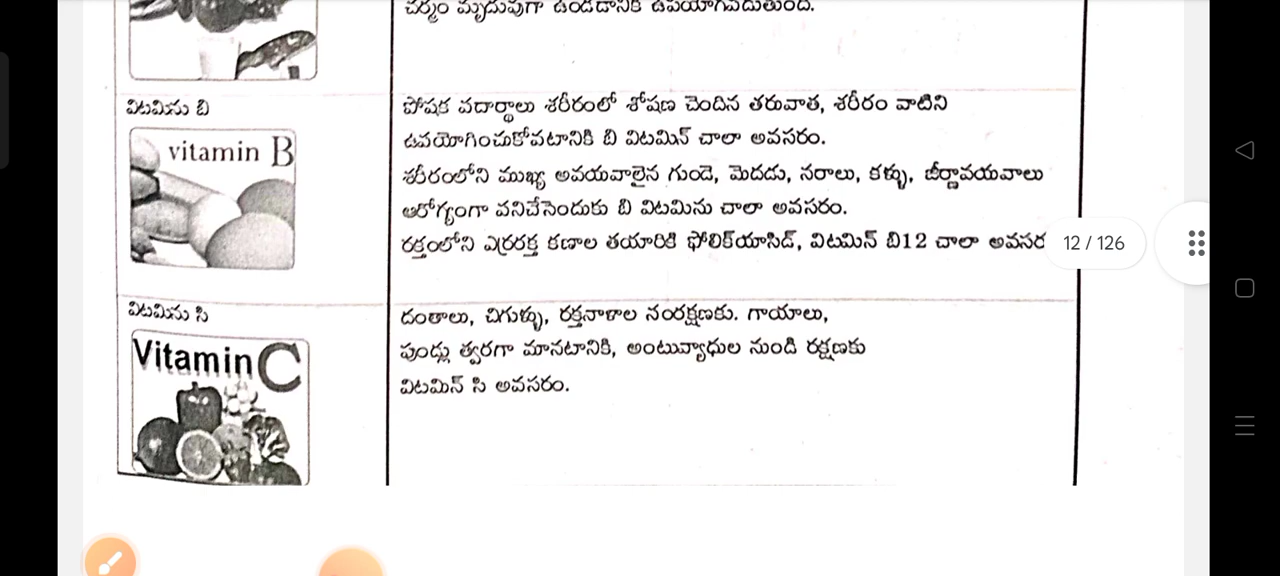 చర్మం మృదువుగా ఉండడానికి ఉపయోగపడుతుంది.
విటమిను బి
vitamin B
పోషక పదార్థాలు శరీరంలో శోషణ చెందిన తరువాత, శరీరం వాటిని
ఉపయోగించుకోవటానికి బి విటమిన్ చాలా అవసరం.
శరీరంలోని ముఖ్య అవయవాలైన గుండె, మెదడు, నరాలు, కళ్ళు, జీర్ణావయవాలు
ఆరోగ్యంగా పనిచేసెందుకు బి విటమిను చాలా అవసరం.
రక్తంలోని ఎర్రరక్త కణాల తయారికి ఫోలిక్‌యాసిడ్, విటమిన్ బి12 చాలా అవసర
12 / 126
విటమిను సి
Vitamin C
దంతాలు, చిగుళ్ళు, రక్తనాళాల సంరక్షణకు. గాయాలు,
పుండ్లు త్వరగా మానటానికి, అంటువ్యాధుల నుండి రక్షణకు
విటమిన్ సి అవసరం.